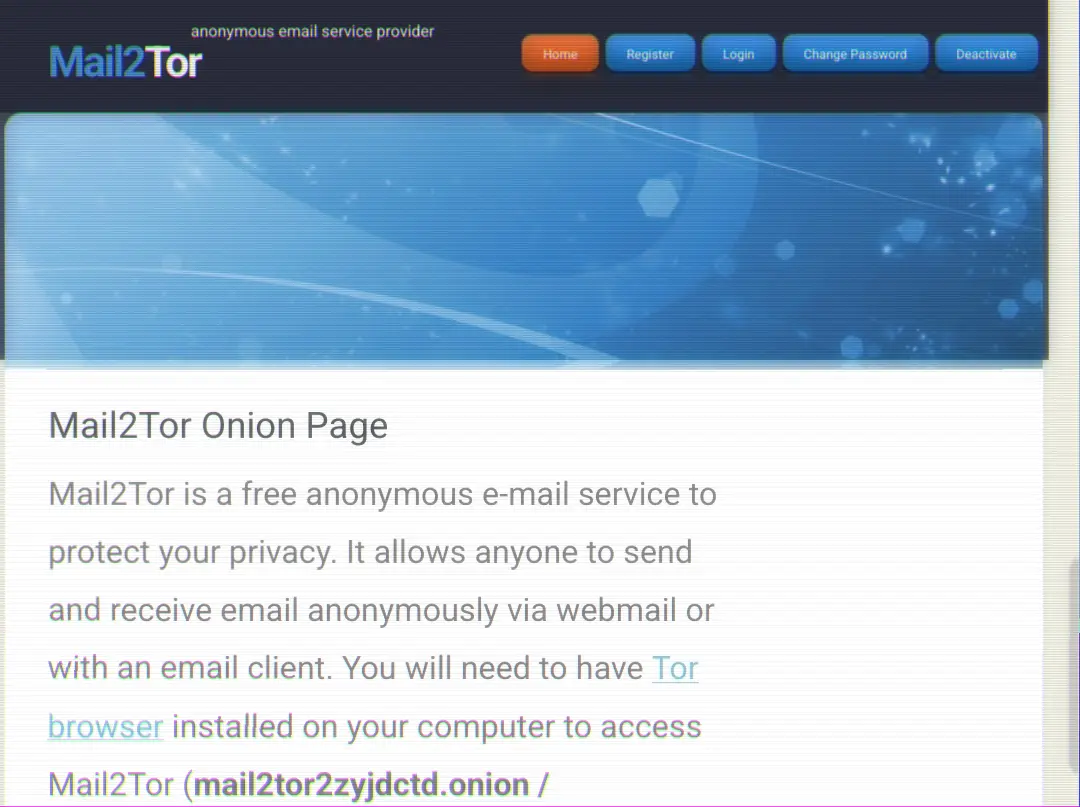 anonymous email service provider
Mail2Tor
Home
Register
Login
Change Password
Deactivate
Mail2Tor Onion Page
Mail2Tor is a free anonymous e-mail service to
protect your privacy. It allows anyone to send
and receive email anonymously via webmail or
with an email client. You will need to have Tor
browser installed on your computer to access
Mail2Tor (mail2tor2zyjdctd.onion /